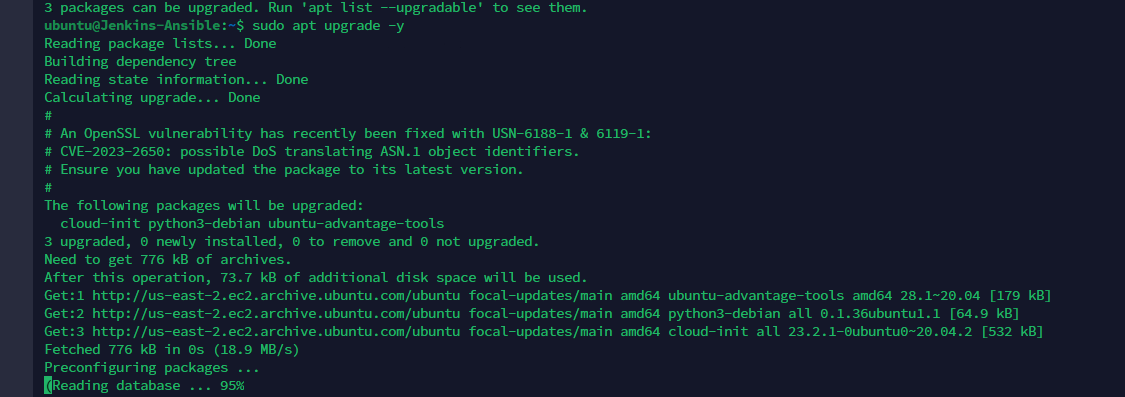 3 packages can be upgraded. Run 'apt list --upgradable' to see them.
ubuntu@Jenkins-Ansible:~$ sudo apt upgrade -y
Reading package lists... Done
Building dependency tree
Reading state information... Done
Calculating upgrade... Done
#
# An OpenSSL vulnerability has recently been fixed with USN-6188-1 & 6119-1:
# CVE-2023-2650: possible DoS translating ASN.1 object identifiers.
# Ensure you have updated the package to its latest version.
#
The following packages will be upgraded:
  cloud-init python3-debian ubuntu-advantage-tools
3 upgraded, 0 newly installed, 0 to remove and 0 not upgraded.
Need to get 776 kB of archives.
After this operation, 73.7 kB of additional disk space will be used.
Get:1 http://us-east-2.ec2.archive.ubuntu.com/ubuntu focal-updates/main amd64 ubuntu-advantage-tools amd64 28.1~20.04 [179 kB]
Get:2 http://us-east-2.ec2.archive.ubuntu.com/ubuntu focal-updates/main amd64 python3-debian all 0.1.36ubuntu1.1 [64.9 kB]
Get:3 http://us-east-2.ec2.archive.ubuntu.com/ubuntu focal-updates/main amd64 cloud-init all 23.2.1-0ubuntu0~20.04.2 [532 kB]
Fetched 776 kB in 0s (18.9 MB/s)
Preconfiguring packages ...
(Reading database ... 95%